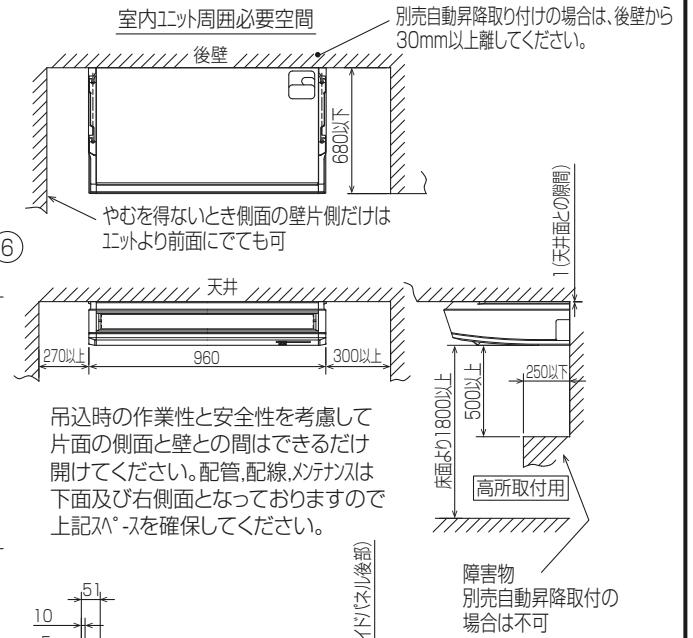 室内ユニット周囲必要空間
別売自動昇降取り付けの場合は、後壁から
30mm以上離してください。
後壁
680以下
やむを得ないとき側面の壁片側だけは
ユニットより前面にでても可
6
1(天井面との隙間)
天井
270以上
960
300以上
床面より1800以上
500以上
250以下
高所取付用
吊込時の作業性と安全性を考慮して
片面の側面と壁との間はできるだけ
開けてください。配管,配線,メンテナンスは
下面及び右側面となっておりますので
上記スペースを確保してください。
障害物
別売自動昇降取付の
場合は不可
51
10
イドパネル後部)